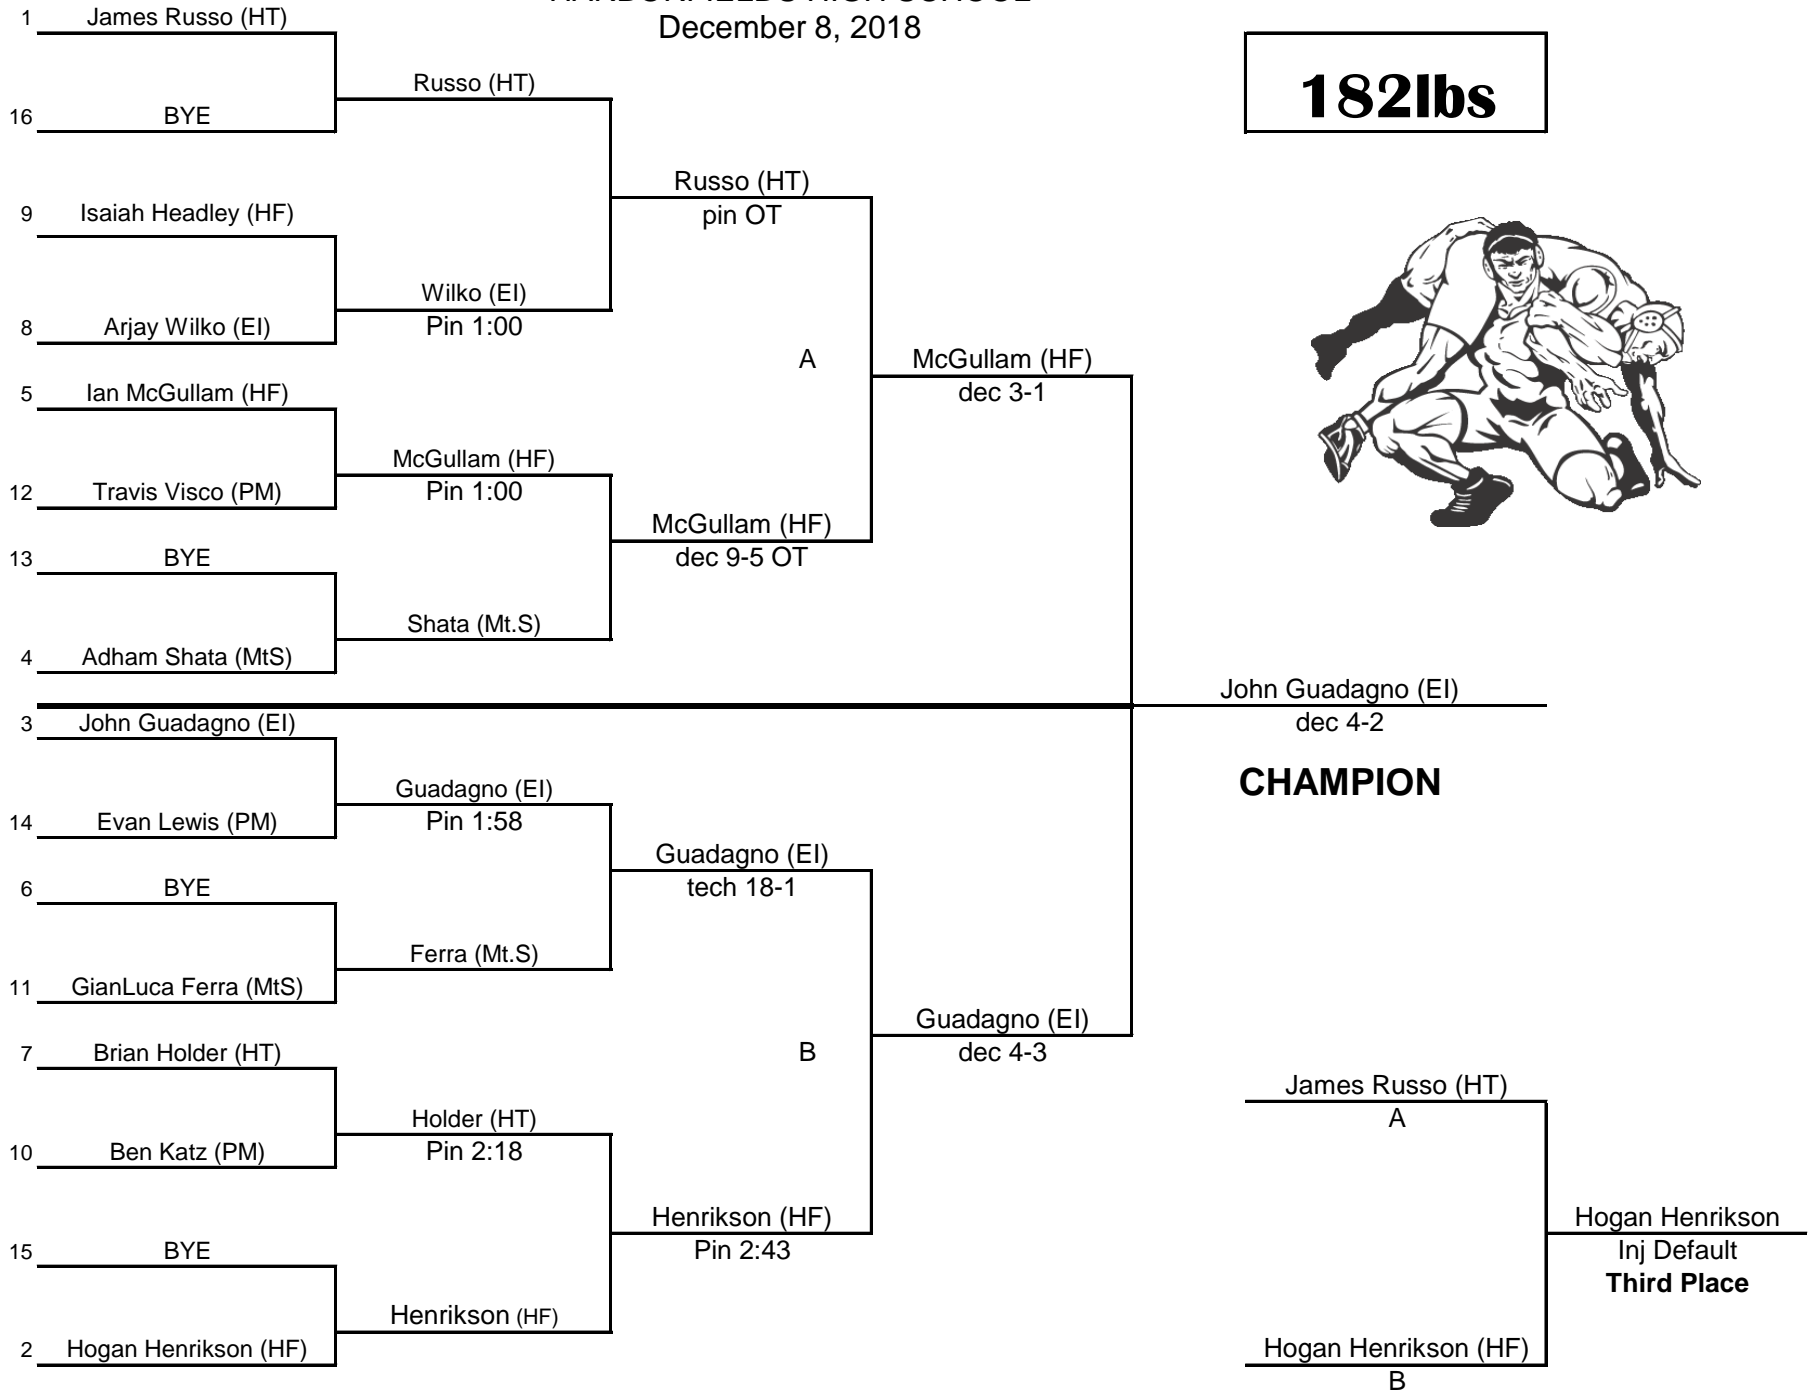 December 8, 2018
182lbs
1 James Russo (HT)
16 BYE
9 Isaiah Headley (HF)
8 Arjay Wilko (EI)
5 Ian McGullam (HF)
12 Travis Visco (PM)
13 BYE
4 Adham Shata (MtS)
3 John Guadagno (EI)
14 Evan Lewis (PM)
6 BYE
11 GianLuca Ferra (MtS)
7 Brian Holder (HT)
10 Ben Katz (PM)
15 BYE
2 Hogan Henrikson (HF)
Russo (HT)
Wilko (EI)
Pin 1:00
McGullam (HF)
Pin 1:00
Shata (Mt.S)
Guadagno (EI)
Pin 1:58
Ferra (Mt.S)
Holder (HT)
Pin 2:18
Henrikson (HF)
Russo (HT)
pin OT
A
McGullam (HF)
dec 9-5 OT
Guadagno (EI)
tech 18-1
B
Henrikson (HF)
Pin 2:43
McGullam (HF)
dec 3-1
Guadagno (EI)
dec 4-3
John Guadagno (EI)
dec 4-2
CHAMPION
James Russo (HT)
A
Hogan Henrikson (HF)
B
Hogan Henrikson
Inj Default
Third Place